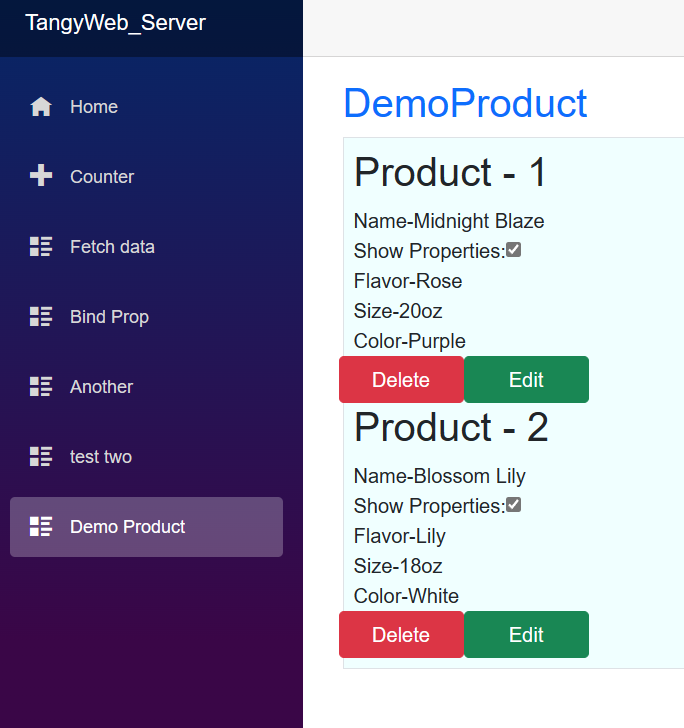 TangyWeb_Server
Home
Counter
Fetch data
Bind Prop
Another
test two
Demo Product
DemoProduct
Product - 1
Name-Midnight Blaze
Show Properties:
Flavor-Rose
Size-20oz
Color-Purple
Delete Edit
Product - 2
Name-Blossom Lily
Show Properties:
Flavor-Lily
Size-18oz
Color-White
Delete Edit